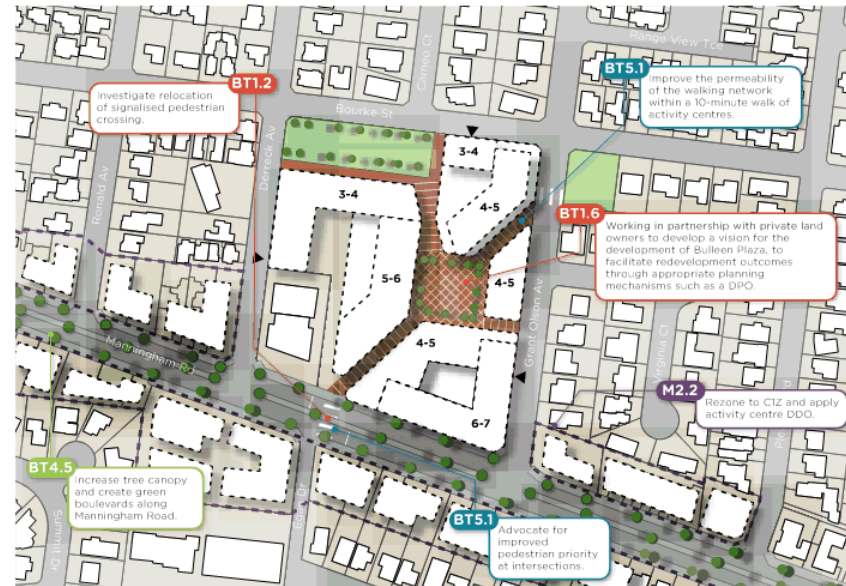 Range View Tce
Cameo Ct
BT1.2
Investigate relocation
of signalised pedestrian
crossing.
BT5.1
Improve the permeability
of the walking network
within a 10-minute walk of
activity centres.
Bourke St
Derreck Av
Ronald Av
3-4
3-4
4-5
BT1.6
Working in partnership with private land
owners to develop a vision for the
development of Bulleen Plaza, to
facilitate redevelopment outcomes
through appropriate planning
mechanisms such as a DPO.
5-6
4-5
4-5
Grant Olson Av
Manningham Rd
Virginia Ct
6-7
M2.2
Rezone to C1Z and apply
activity centre DDO.
BT4.5
Increase tree canopy
and create green
boulevards along
Manningham Road.
Summit Dr
BT5.1
Advocate for
improved
pedestrian priority
at intersections.